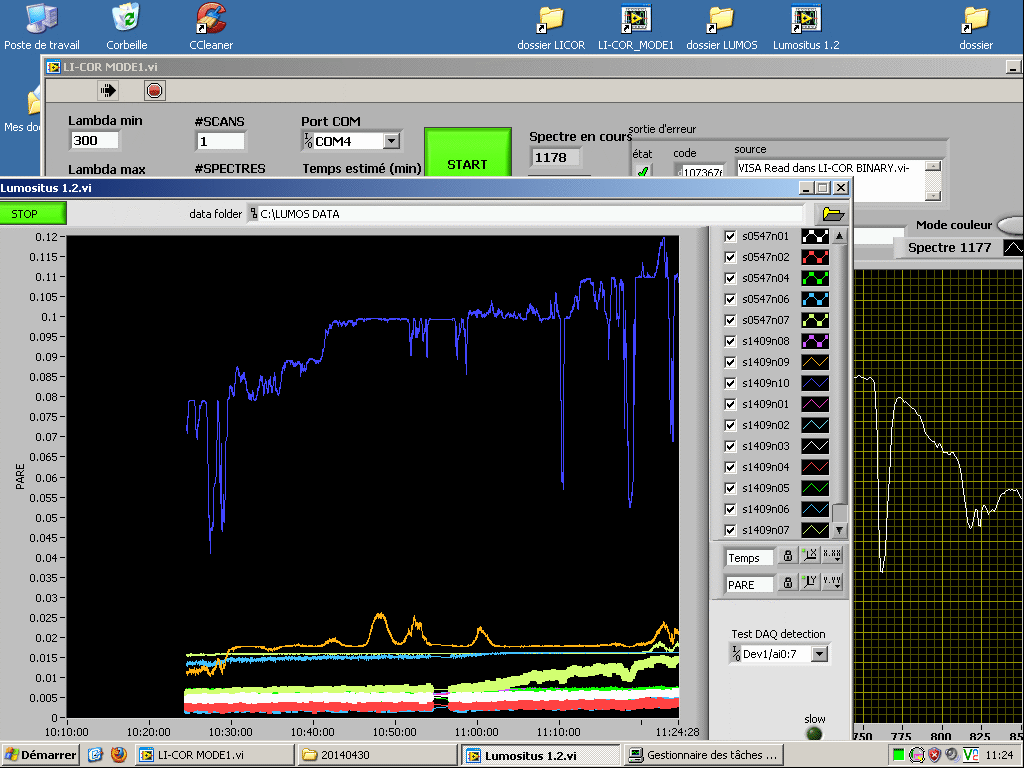 Poste de travail
Corbeille
CCleaner
dossier LICOR
LI-COR_MODE1
dossier LUMOS
Lumositus 1.2
dossier
Mes do
LI-COR MODE1.vi
Lambda min
300
Lambda max
#SCANS
1
#SPECTRES
Port COM
COM4
Temps estimé (min)
START
Spectre en cours
1178
sortie d'erreur
état
code
107367
source
VISA Read dans LI-COR BINARY.vi-
Mode couleur
Spectre 1177
Lumositus 1.2.vi
STOP
data folder
C:\LUMOS DATA
0.12
0.115
0.11
0.105
0.1
0.095
0.09
0.085
0.08
0.075
0.07
0.065
0.06
0.055
0.05
0.045
0.04
0.035
0.03
0.025
0.02
0.015
0.01
0.005
0
PARE
10:10:00
10:20:00
10:30:00
10:40:00
10:50:00
11:00:00
11:10:00
11:24:28
s0547n01
s0547n02
s0547n04
s0547n06
s0547n07
s1409n08
s1409n09
s1409n10
s1409n01
s1409n02
s1409n03
s1409n04
s1409n05
s1409n06
s1409n07
Temps
PARE
Test DAQ detection
Dev1/ai0:7
slow
750
775
800
825
85
Démarrer
LI-COR MODE1.vi
20140430
Lumositus 1.2.vi
Gestionnaire des tâches ...
11:24